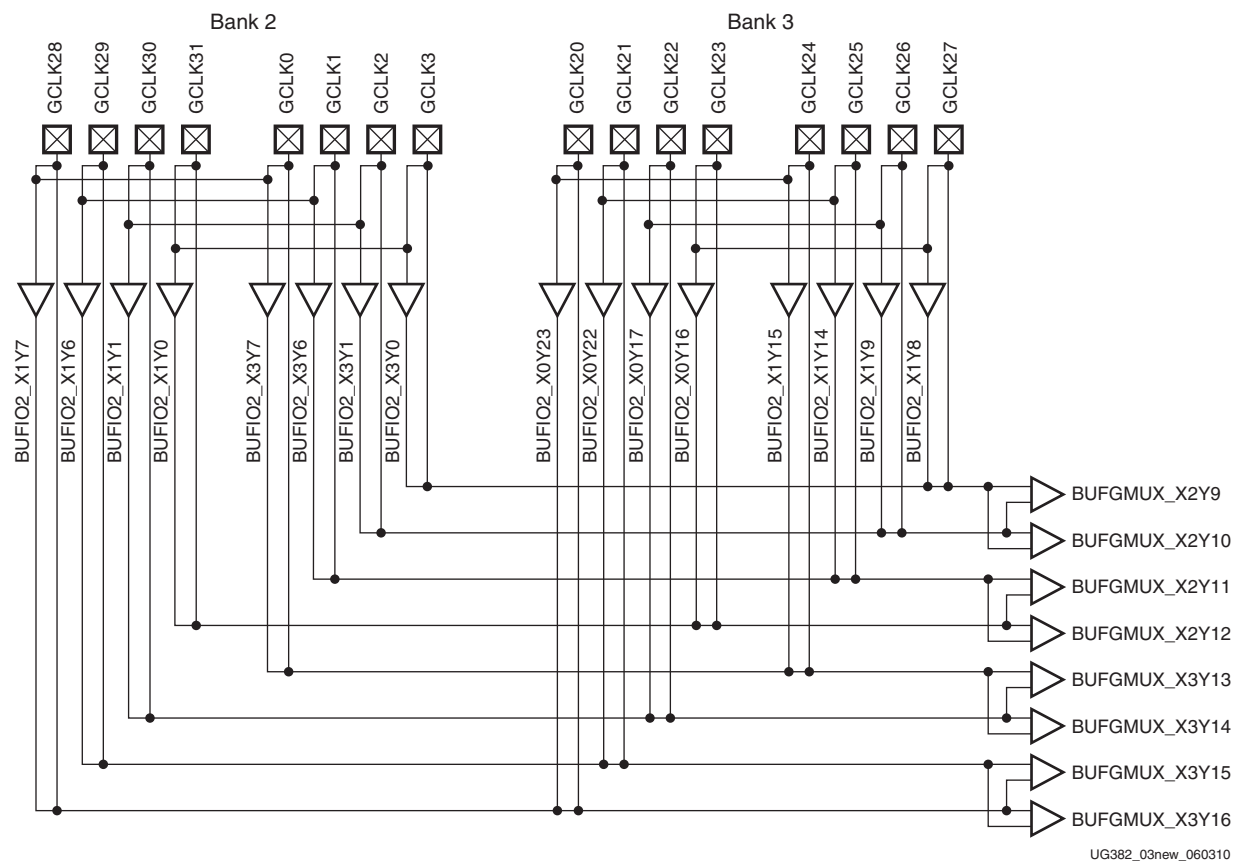 Bank 2
Bank 3
GCLK28
GCLK29
GCLK30
GCLK31
GCLK0
GCLK1
GCLK2
GCLK3
GCLK20
GCLK21
GCLK22
GCLK23
GCLK24
GCLK25
GCLK26
GCLK27
BUFIO2_X1Y7
BUFIO2_X1Y6
BUFIO2_X1Y1
BUFIO2_X1Y0
BUFIO2_X3Y7
BUFIO2_X3Y6
BUFIO2_X3Y1
BUFIO2_X3Y0
BUFIO2_X0Y23
BUFIO2_X0Y22
BUFIO2_X0Y17
BUFIO2_X0Y16
BUFIO2_X1Y15
BUFIO2_X1Y14
BUFIO2_X1Y9
BUFIO2_X1Y8
BUFGMUX_X2Y9
BUFGMUX_X2Y10
BUFGMUX_X2Y11
BUFGMUX_X2Y12
BUFGMUX_X3Y13
BUFGMUX_X3Y14
BUFGMUX_X3Y15
BUFGMUX_X3Y16
UG382_03new_060310